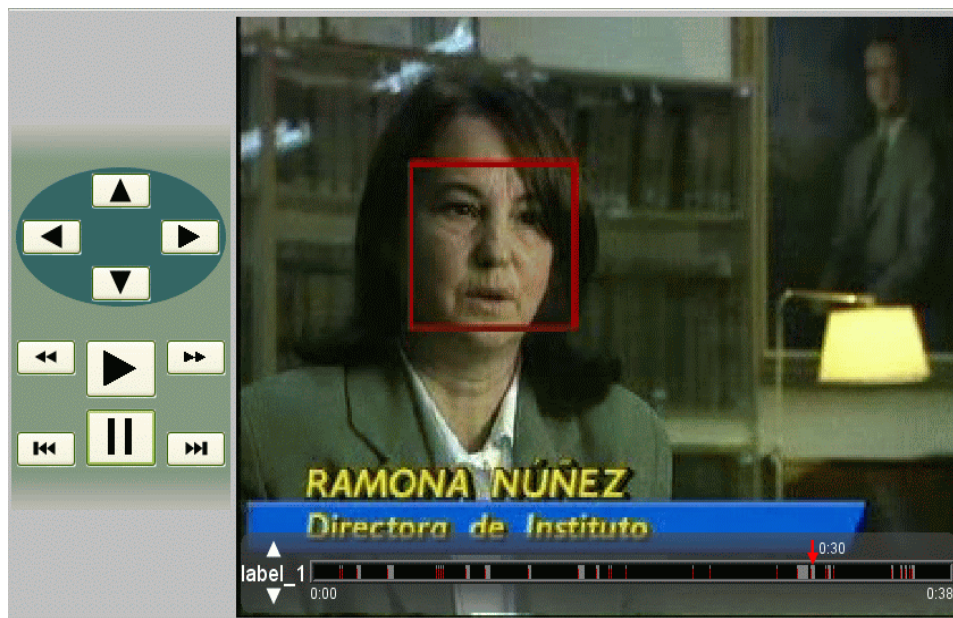 RAMONA NÚÑEZ
Directora de Instituto
0:30
label_1
0:00
0:38